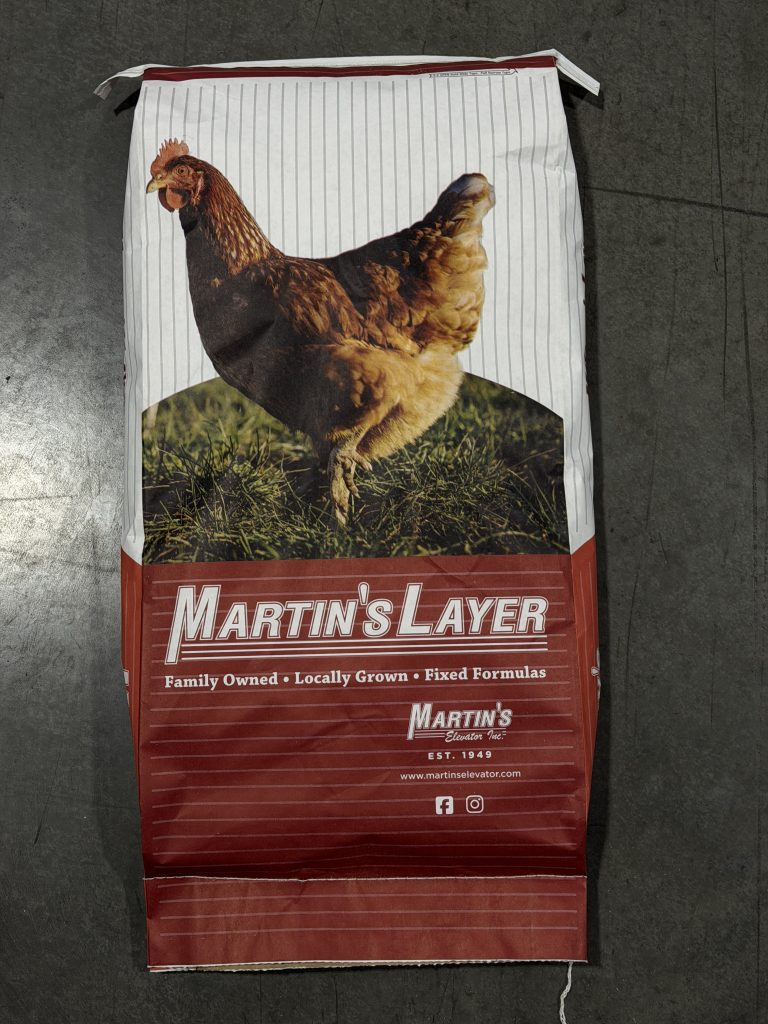 MARTIN'S LAYER
Family Owned • Locally Grown • Fixed Formulas
MARTIN'S
Elevator Inc.
EST. 1949
www.martinselevator.com